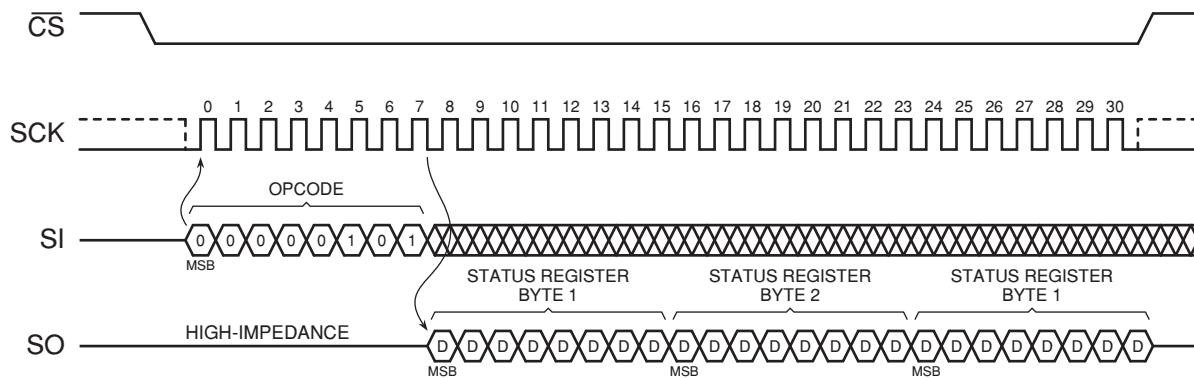 CS
SCK
0 1 2 3 4 5 6 7 8 9 10 11 12 13 14 15 16 17 18 19 20 21 22 23 24 25 26 27 28 29 30
OPCODE
SI
0 0 0 0 0 1 0 1
MSB
STATUS REGISTER
BYTE 1
STATUS REGISTER
BYTE 2
STATUS REGISTER
BYTE 1
SO
HIGH-IMPEDANCE
D D D D D D D D D D D D D D D D D D D D D D D D
MSB
MSB
MSB